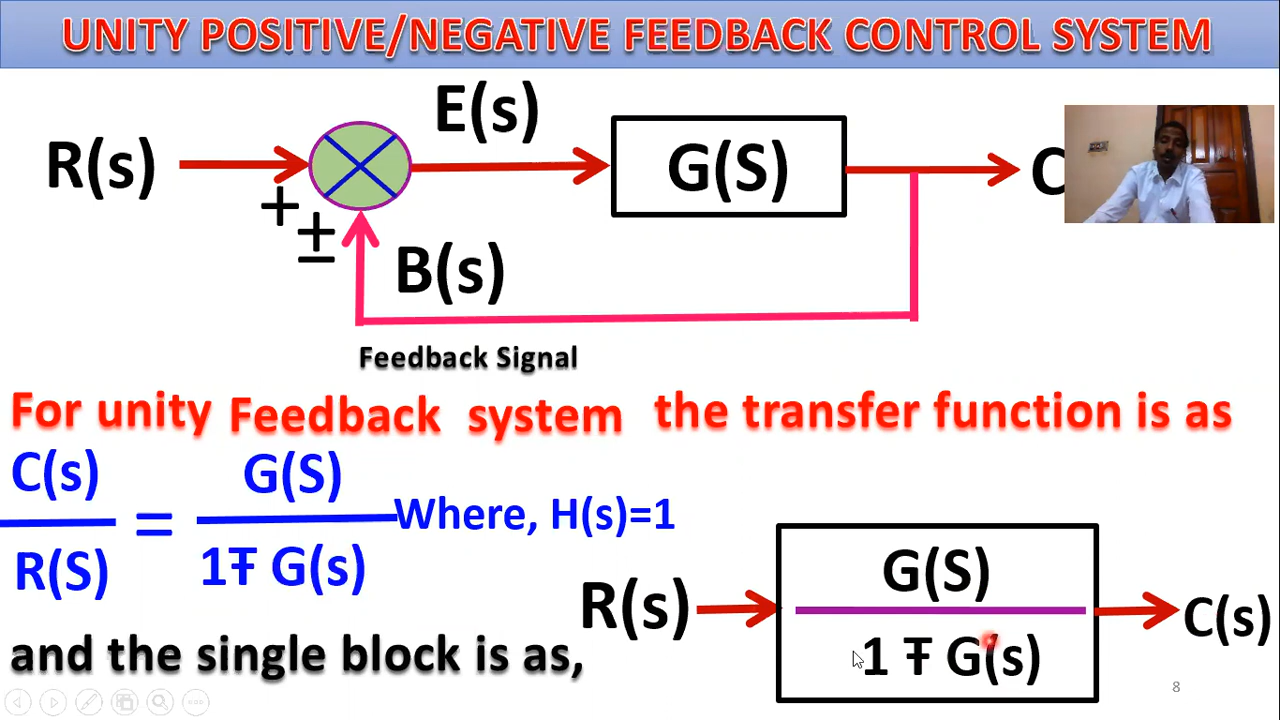 UNITY POSITIVE/NEGATIVE FEEDBACK CONTROL SYSTEM
E(s)
R(s)
G(S)
C
+
±
B(s)
Feedback Signal
For unity Feedback system the transfer function is as
C(s)
R(S)
=
G(S)
1∓ G(s)
Where, H(s)=1
R(s)
G(S)
1 ∓ G(s)
C(s)
and the single block is as,
8